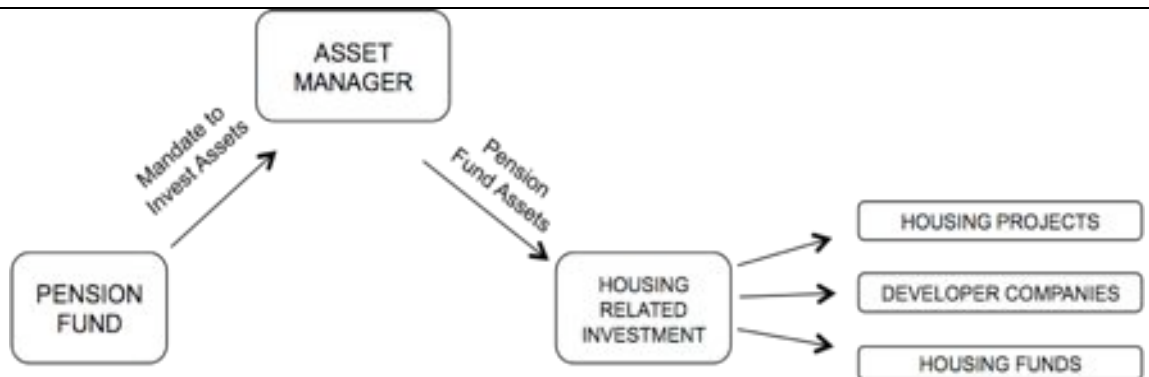 ASSET
MANAGER
Mandate to
Invest Assets
Pension
Fund Assets
PENSION
FUND
HOUSING
RELATED
INVESTMENT
HOUSING PROJECTS
DEVELOPER COMPANIES
HOUSING FUNDS